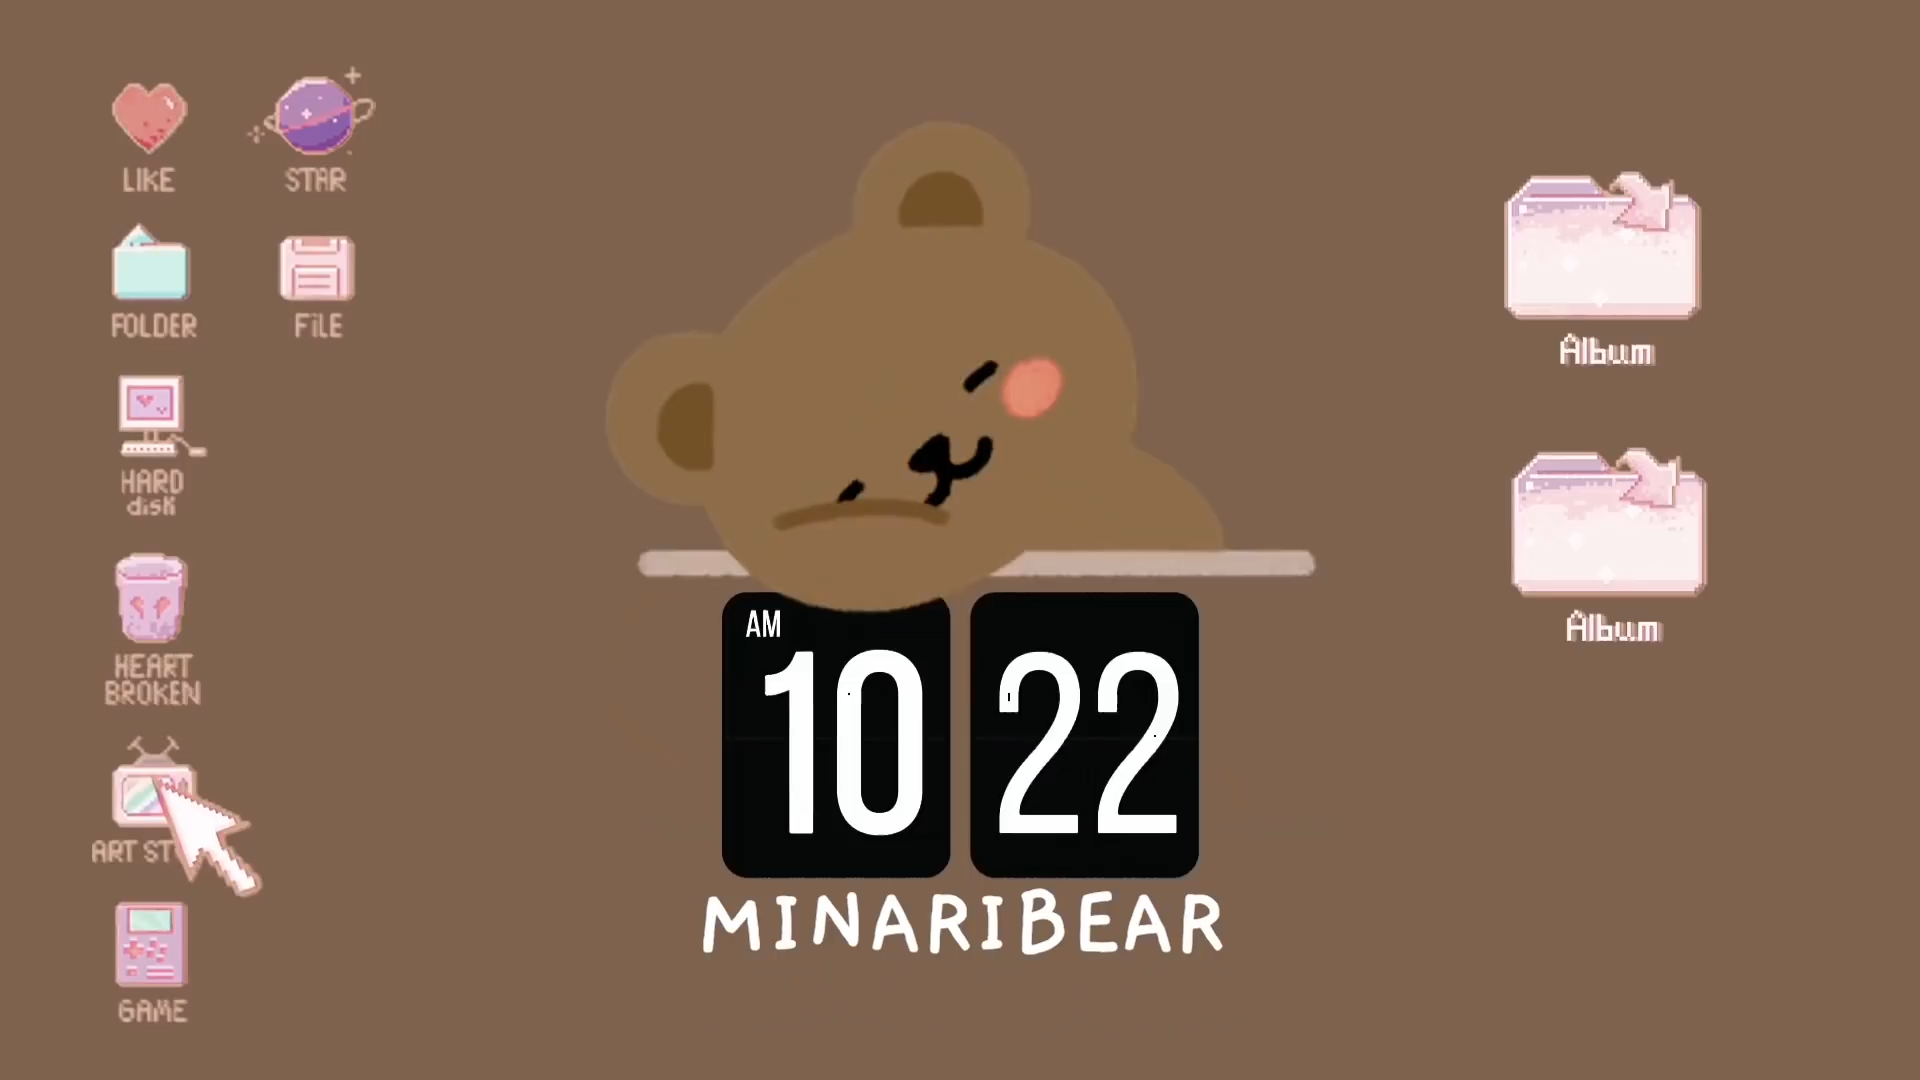 LIKE
STAR
FOLDER
FiLE
HARD
disk
HEART
BROKEN
ART ST
GAME
Album
Album
AM
10 22
MINARIBEAR